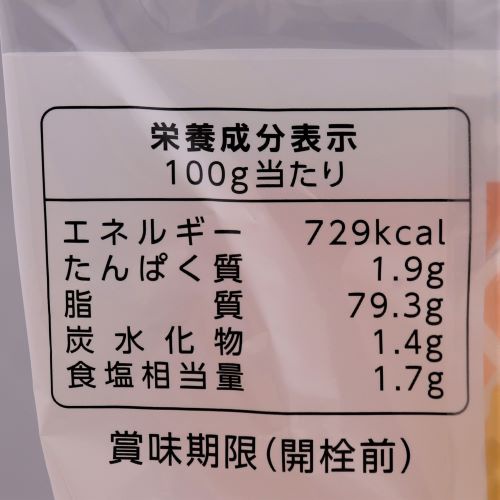 栄養成分表示
100g当たり
エネルギー 729kcal
たんぱく質 1.9g
脂質 79.3g
炭水化物 1.4g
食塩相当量 1.7g
賞味期限(開栓前)